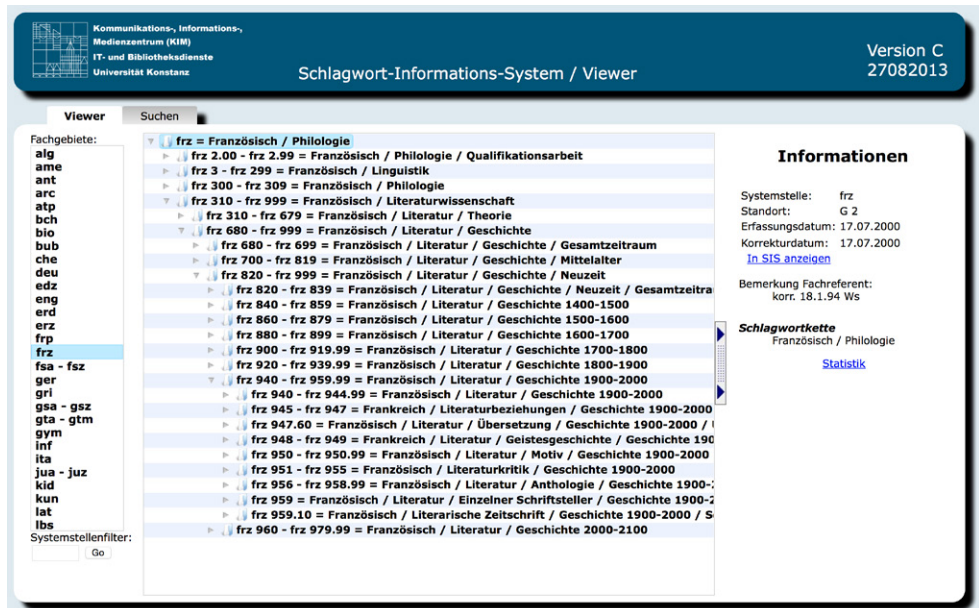 Kommunikations-, Informations-,
Medienzentrum (KIM)
IT- und Bibliotheksdienste
Universität Konstanz
Schlagwort-Informations-System / Viewer
Version C
27082013
Viewer
Suchen
Fachgebiete:
alg
ame
ant
arc
atp
bch
bio
bub
che
deu
edz
eng
erd
erz
frp
frz
fsa - fsz
ger
gri
gsa - gsz
gta - gtm
gym
inf
ita
jua - juz
kid
kun
lat
lbs
Systemstellenfilter:
Go
frz = Französisch / Philologie
frz 2.00 - frz 2.99 = Französisch / Philologie / Qualifikationsarbeit
frz 3 - frz 299 = Französisch / Linguistik
frz 300 - frz 309 = Französisch / Philologie
frz 310 - frz 999 = Französisch / Literaturwissenschaft
frz 310 - frz 679 = Französisch / Literatur / Theorie
frz 680 - frz 999 = Französisch / Literatur / Geschichte
frz 680 - frz 699 = Französisch / Literatur / Geschichte / Gesamtzeitraum
frz 700 - frz 819 = Französisch / Literatur / Geschichte / Mittelalter
frz 820 - frz 999 = Französisch / Literatur / Geschichte / Neuzeit
frz 820 - frz 839 = Französisch / Literatur / Geschichte / Neuzeit / Gesamtzeitra
frz 840 - frz 859 = Französisch / Literatur / Geschichte 1400-1500
frz 860 - frz 879 = Französisch / Literatur / Geschichte 1500-1600
frz 880 - frz 899 = Französisch / Literatur / Geschichte 1600-1700
frz 900 - frz 919.99 = Französisch / Literatur / Geschichte 1700-1800
frz 920 - frz 939.99 = Französisch / Literatur / Geschichte 1800-1900
frz 940 - frz 959.99 = Französisch / Literatur / Geschichte 1900-2000
frz 940 - frz 944.99 = Französisch / Literatur / Geschichte 1900-2000
frz 945 - frz 947 = Frankreich / Literaturbeziehungen / Geschichte 1900-2000
frz 947.60 = Französisch / Literatur / Übersetzung / Geschichte 1900-2000 /
frz 948 - frz 949 = Frankreich / Literatur / Geistesgeschichte / Geschichte 190
frz 950 - frz 950.99 = Französisch / Literatur / Motiv / Geschichte 1900-2000
frz 951 - frz 955 = Französisch / Literaturkritik / Geschichte 1900-2000
frz 956 - frz 958.99 = Französisch / Literatur / Anthologie / Geschichte 1900-
frz 959 = Französisch / Literatur / Einzelner Schriftsteller / Geschichte 1900-2
frz 959.10 = Französisch / Literarische Zeitschrift / Geschichte 1900-2000 / S
frz 960 - frz 979.99 = Französisch / Literatur / Geschichte 2000-2100
Informationen
Systemstelle: frz
Standort: G 2
Erfassungsdatum: 17.07.2000
Korrekturdatum: 17.07.2000
In SIS anzeigen
Bemerkung Fachreferent:
korr. 18.1.94 Ws
Schlagwortkette
Französisch / Philologie
Statistik